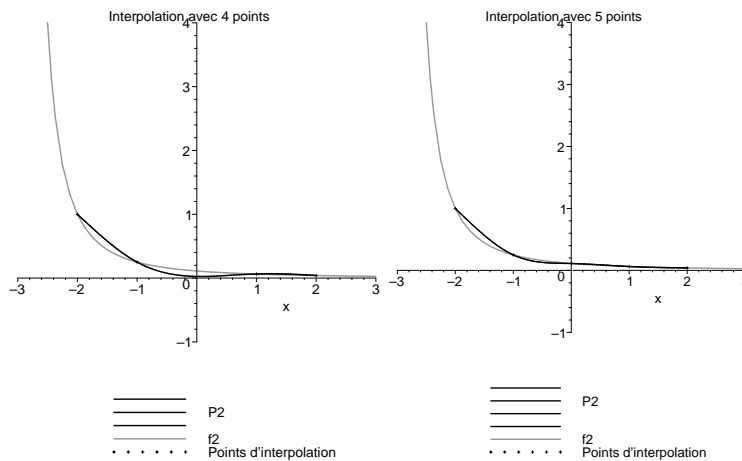 Interpolation avec 4 points
4
3
2
1
–3 –2 –1 0 1 2 3
x
–1
P2
f2
Points d'interpolation
Interpolation avec 5 points
4
3
2
1
–3 –2 –1 0 1 2
x
–1
P2
f2
Points d'interpolation